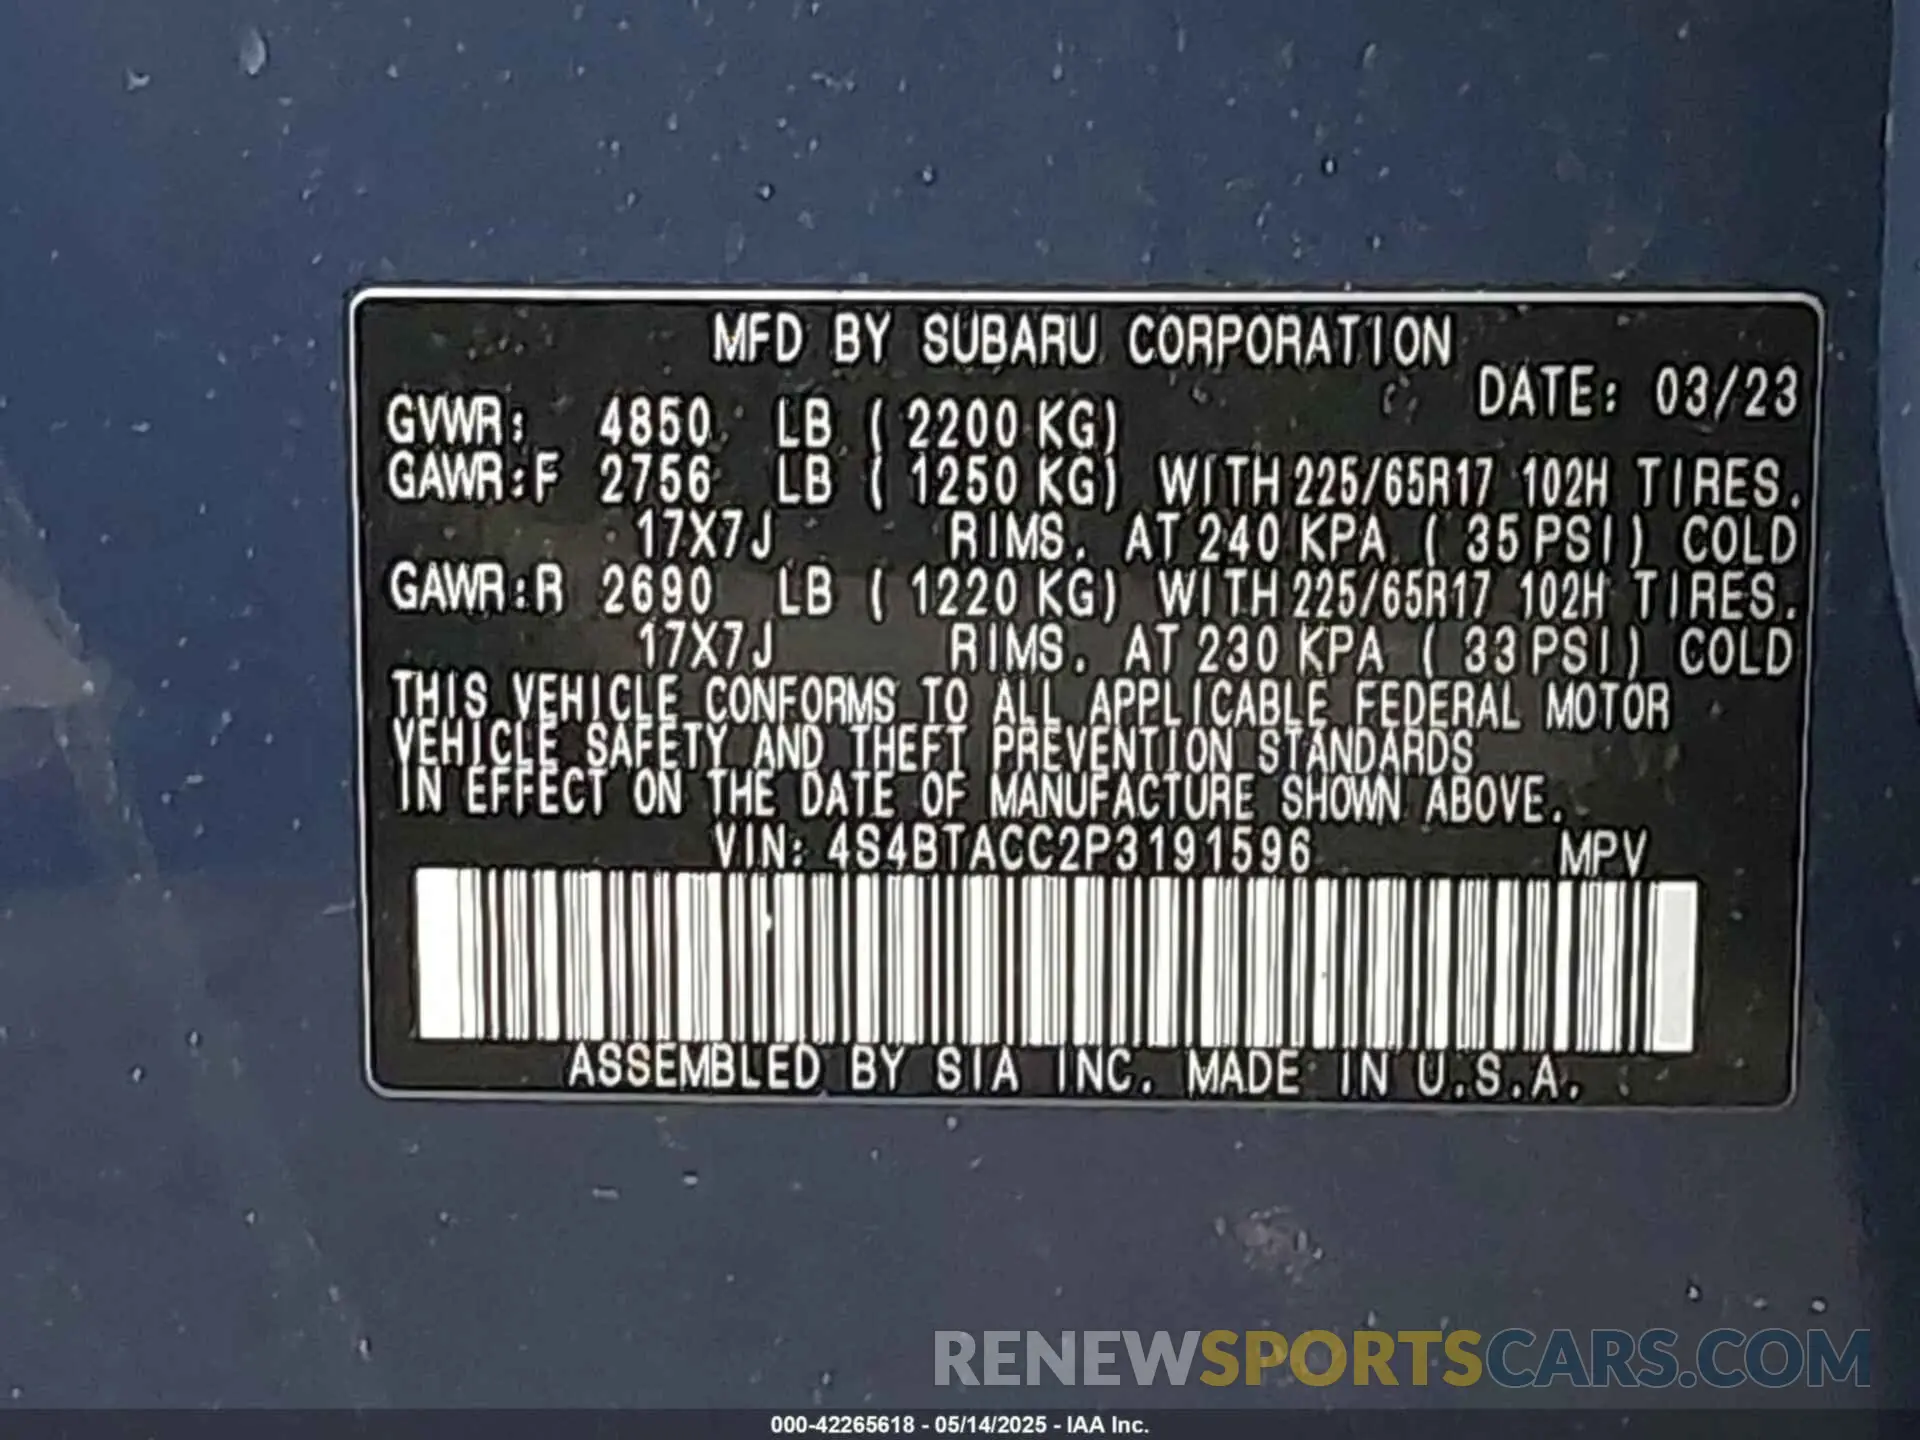 MFD BY SUBARU CORPORATION
DATE: 03/23
GVWR: 4850 LB ( 2200 KG)
GAWR:F 2756 LB ( 1250 KG) WITH 225/65R17 102H TIRES.
17X7J RIMS. AT 240 KPA ( 35 PSI) COLD
GAWR:R 2690 LB ( 1220 KG) WITH 225/65R17 102H TIRES.
17X7J RIMS. AT 230 KPA ( 33 PSI) COLD
THIS VEHICLE CONFORMS TO ALL APPLICABLE FEDERAL MOTOR
VEHICLE SAFETY AND THEFT PREVENTION STANDARDS
IN EFFECT ON THE DATE OF MANUFACTURE SHOWN ABOVE.
VIN: 4S4BTACC2P3191596 MPV
ASSEMBLED BY SIA INC. MADE IN U.S.A.
RENEWSPORTSCARS.COM
000-42265618 - 05/14/2025 - IAA Inc.